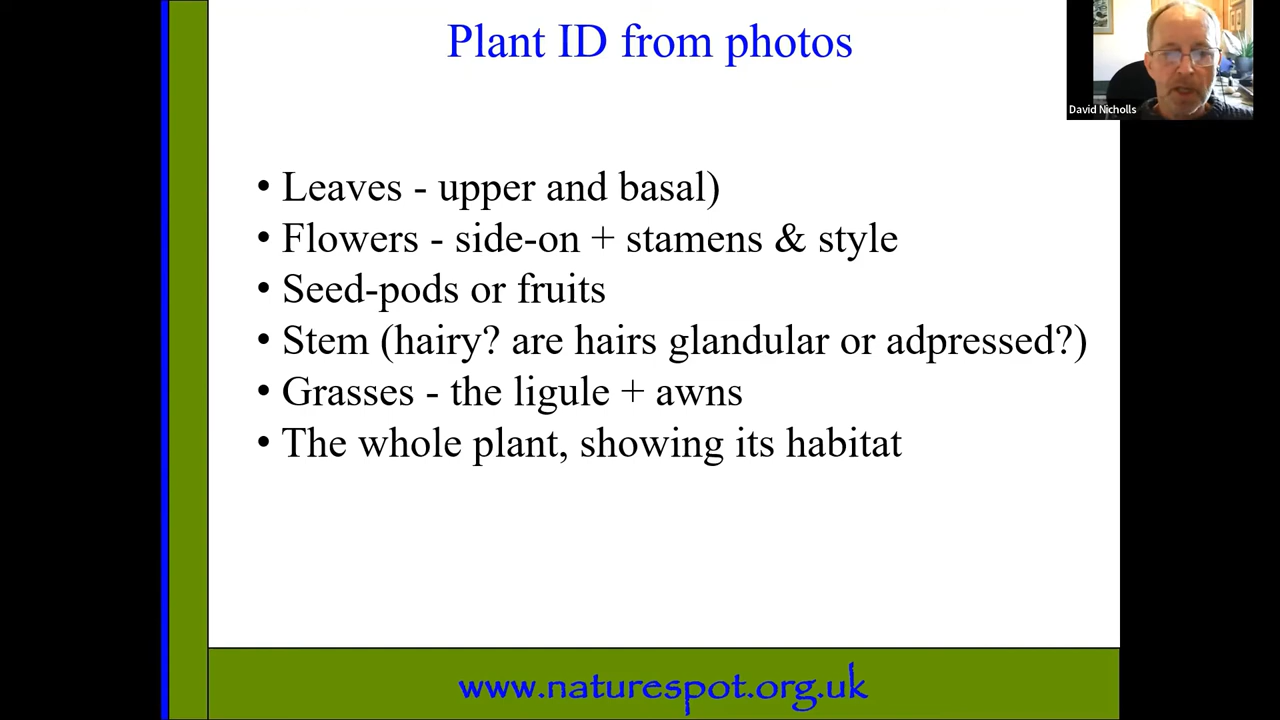 Plant ID from photos
David Nicholls
• Leaves - upper and basal)
• Flowers - side-on + stamens & style
• Seed-pods or fruits
• Stem (hairy? are hairs glandular or adpressed?)
• Grasses - the ligule + awns
• The whole plant, showing its habitat
www.naturespot.org.uk